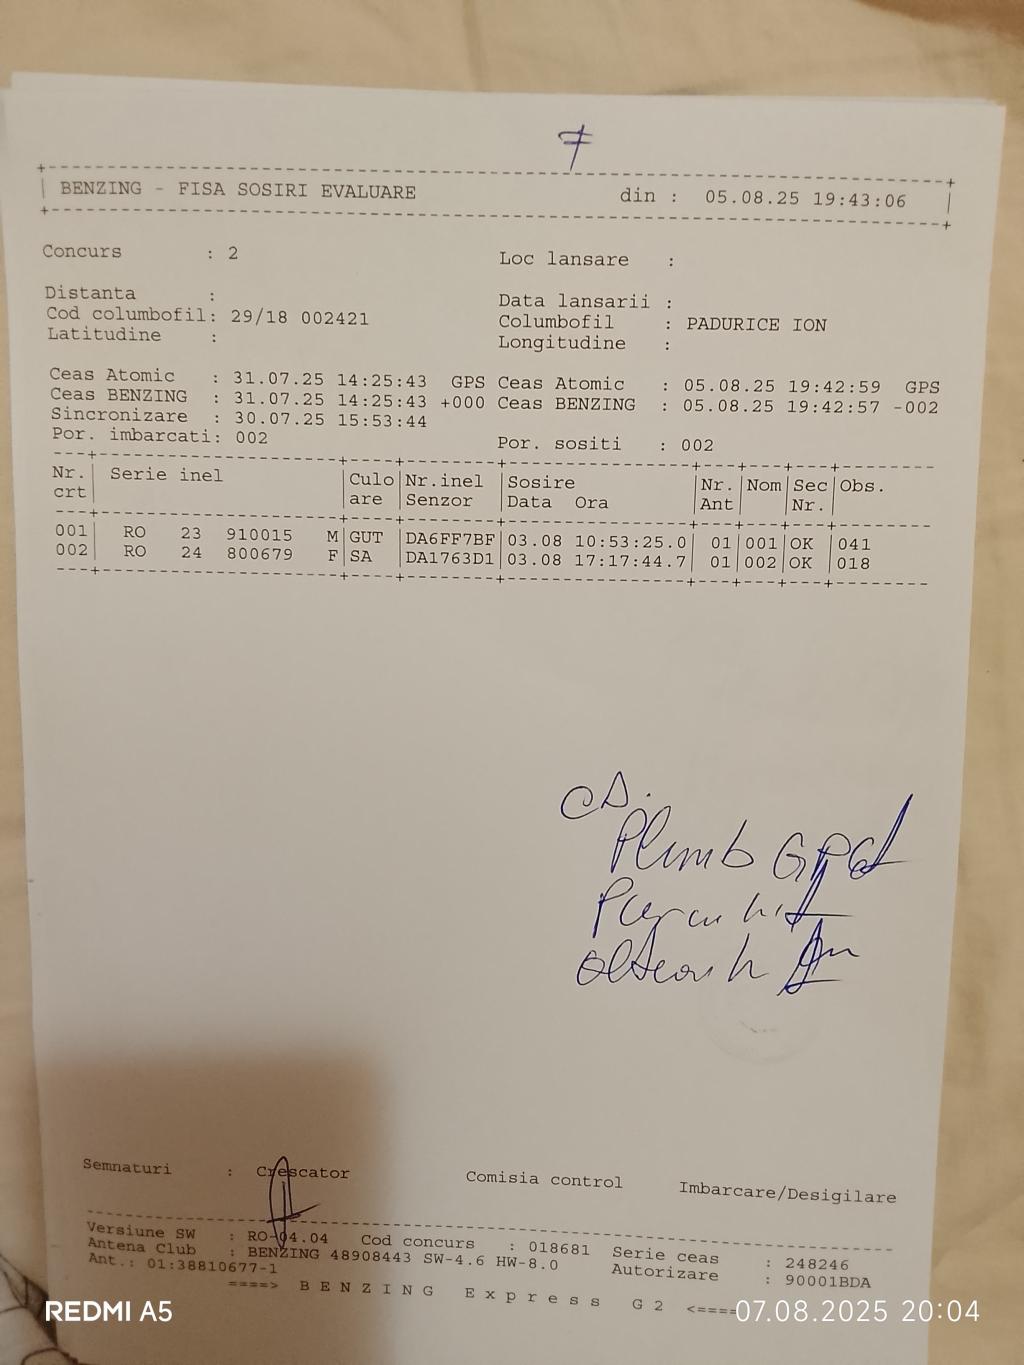 7
BENZING - FISA SOSIRI EVALUARE din : 05.08.25 19:43:06
Concurs : 2 Loc lansare :
Distanta : Data lansarii :
Cod columbofil: 29/18 002421 Columbofil : PADURICE ION
Latitudine : Longitudine :
Ceas Atomic : 31.07.25 14:25:43 GPS Ceas Atomic : 05.08.25 19:42:59 GPS
Ceas BENZING : 31.07.25 14:25:43 +000 Ceas BENZING : 05.08.25 19:42:57 -002
Sincronizare : 30.07.25 15:53:44
Por. imbarcati: 002 Por. sositi : 002
Nr. Serie inel Culo Nr.inel Sosire Nr. Nom Sec Obs.
crt are Senzor Data Ora Ant Nr.
001 RO 23 910015 M GUT DA6FF7BF 03.08 10:53:25.0 01 001 OK 041
002 RO 24 800679 F SA DA1763D1 03.08 17:17:44.7 01 002 OK 018
Plumb
Semnaturi : Crescator Comisia control Imbarcare/Desigilare
Versiune SW : RO-04.04 Cod concurs : 018681 Serie ceas : 248246
Antena Club : BENZING 48908443 SW-4.6 HW-8.0 Autorizare : 90001BDA
Ant.: 01:38810677-1
====> BENZING Express G2 <====
REDMI A5 07.08.2025 20:04